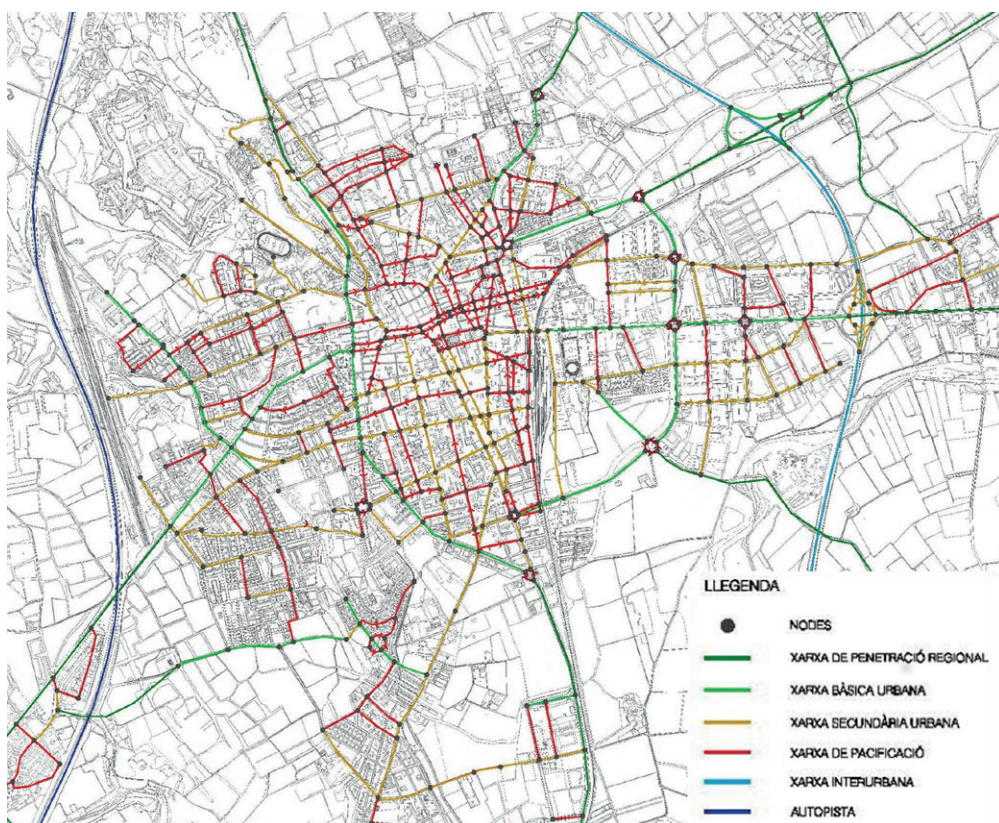 LLEGENDA
NODES
XARXA DE PENETRACIÓ REGIONAL
XARXA BÀSICA URBANA
XARXA SECUNDÀRIA URBANA
XARXA DE PACIFICACIÓ
XARXA INTERURBANA
AUTOPISTA